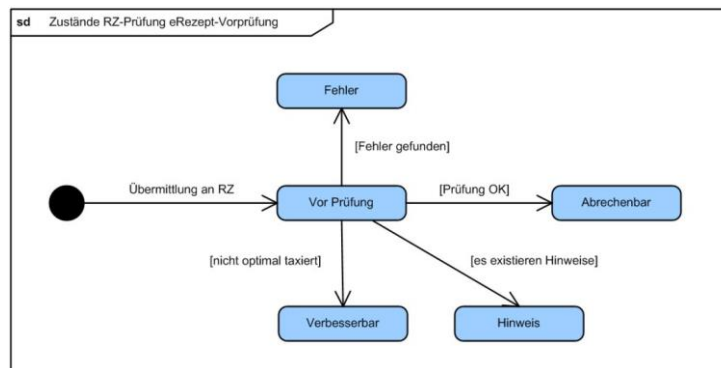 sd Zustände RZ-Prüfung eRezept-Vorprüfung
Fehler
[Fehler gefunden]
Übermittlung an RZ
Vor Prüfung
[Prüfung OK]
Abrechenbar
[nicht optimal taxiert]
[es existieren Hinweise]
Verbesserbar
Hinweis